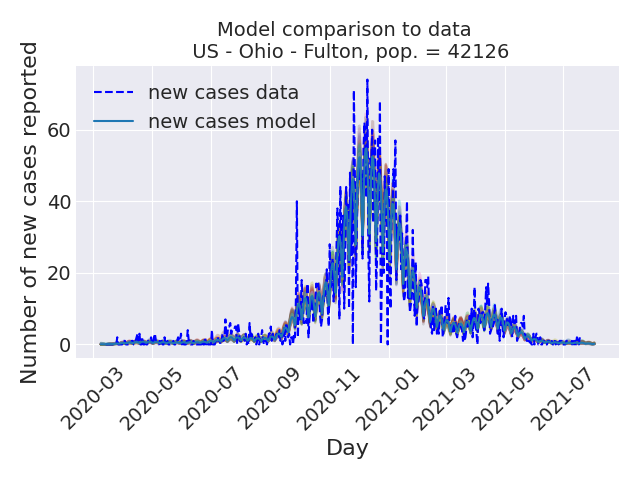 Model comparison to data
US - Ohio - Fulton, pop. = 42126
Number of new cases reported
new cases data
new cases model
60
40
20
0
2020-03
2020-05
2020-07
2020-09
2020-11
2021-01
2021-03
2021-05
2021-07
Day